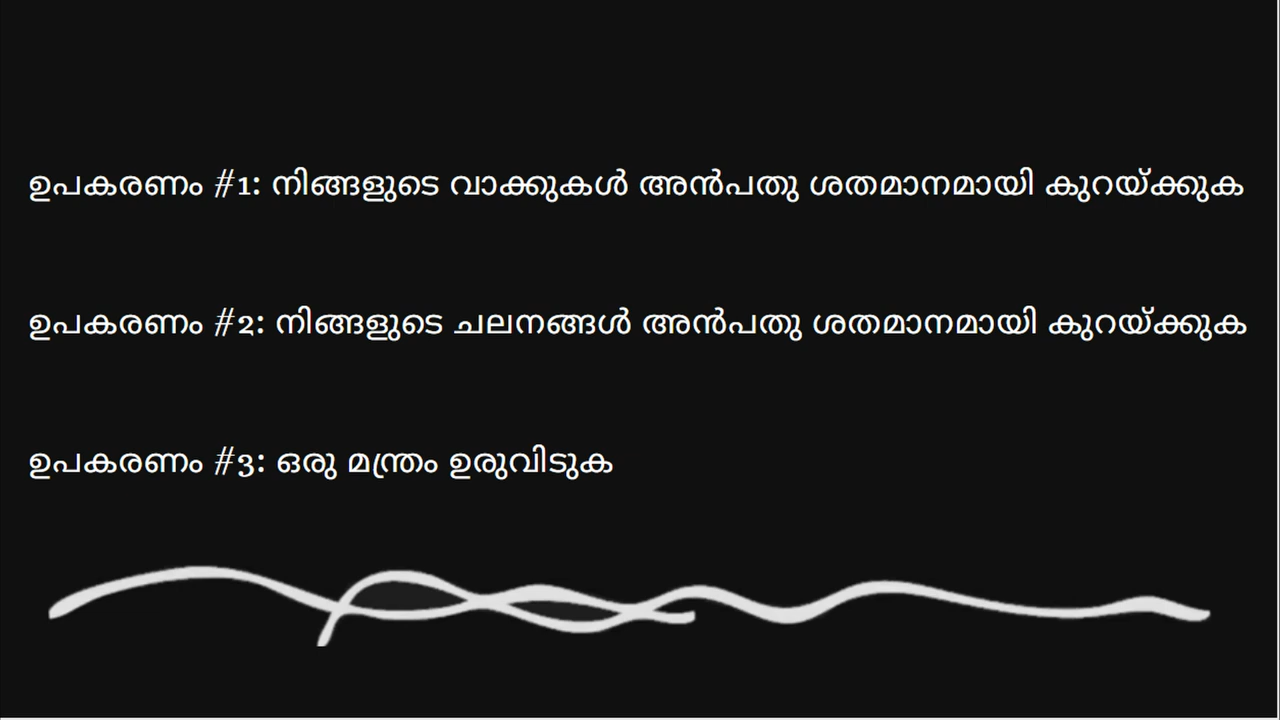 ഉപകരണം #1: നിങ്ങളുടെ വാക്കുകൾ അൻപതു ശതമാനമായി കുറയ്ക്കുക
ഉപകരണം #2: നിങ്ങളുടെ ചലനങ്ങൾ അൻപതു ശതമാനമായി കുറയ്ക്കുക
ഉപകരണം #3: ഒരു മന്ത്രം ഉരുവിടുക